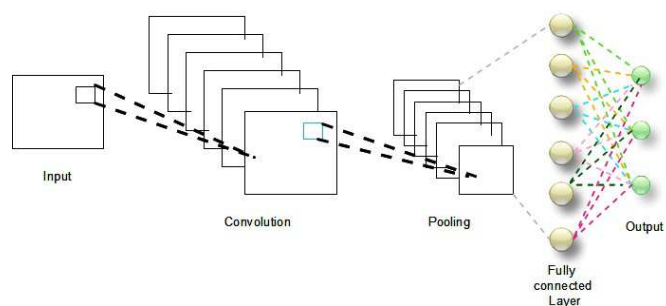 Input
Convolution
Pooling
Fully
connected
Layer
Output